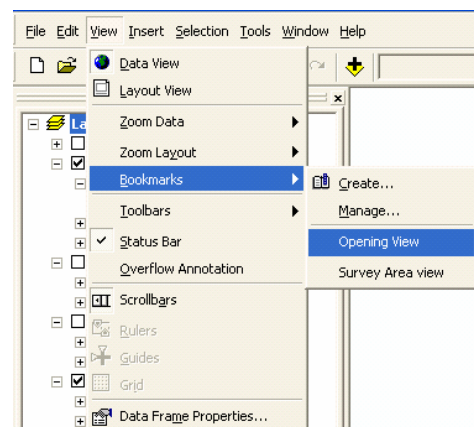 File Edit View Insert Selection Tools Window Help
Data View
Layout View
La
Zoom Data
Zoom Layout
Bookmarks
Create...
Manage...
Toolbars
Opening View
Status Bar
Survey Area view
Overflow Annotation
Scrollbars
Rulers
Guides
Grid
Data Frame Properties...